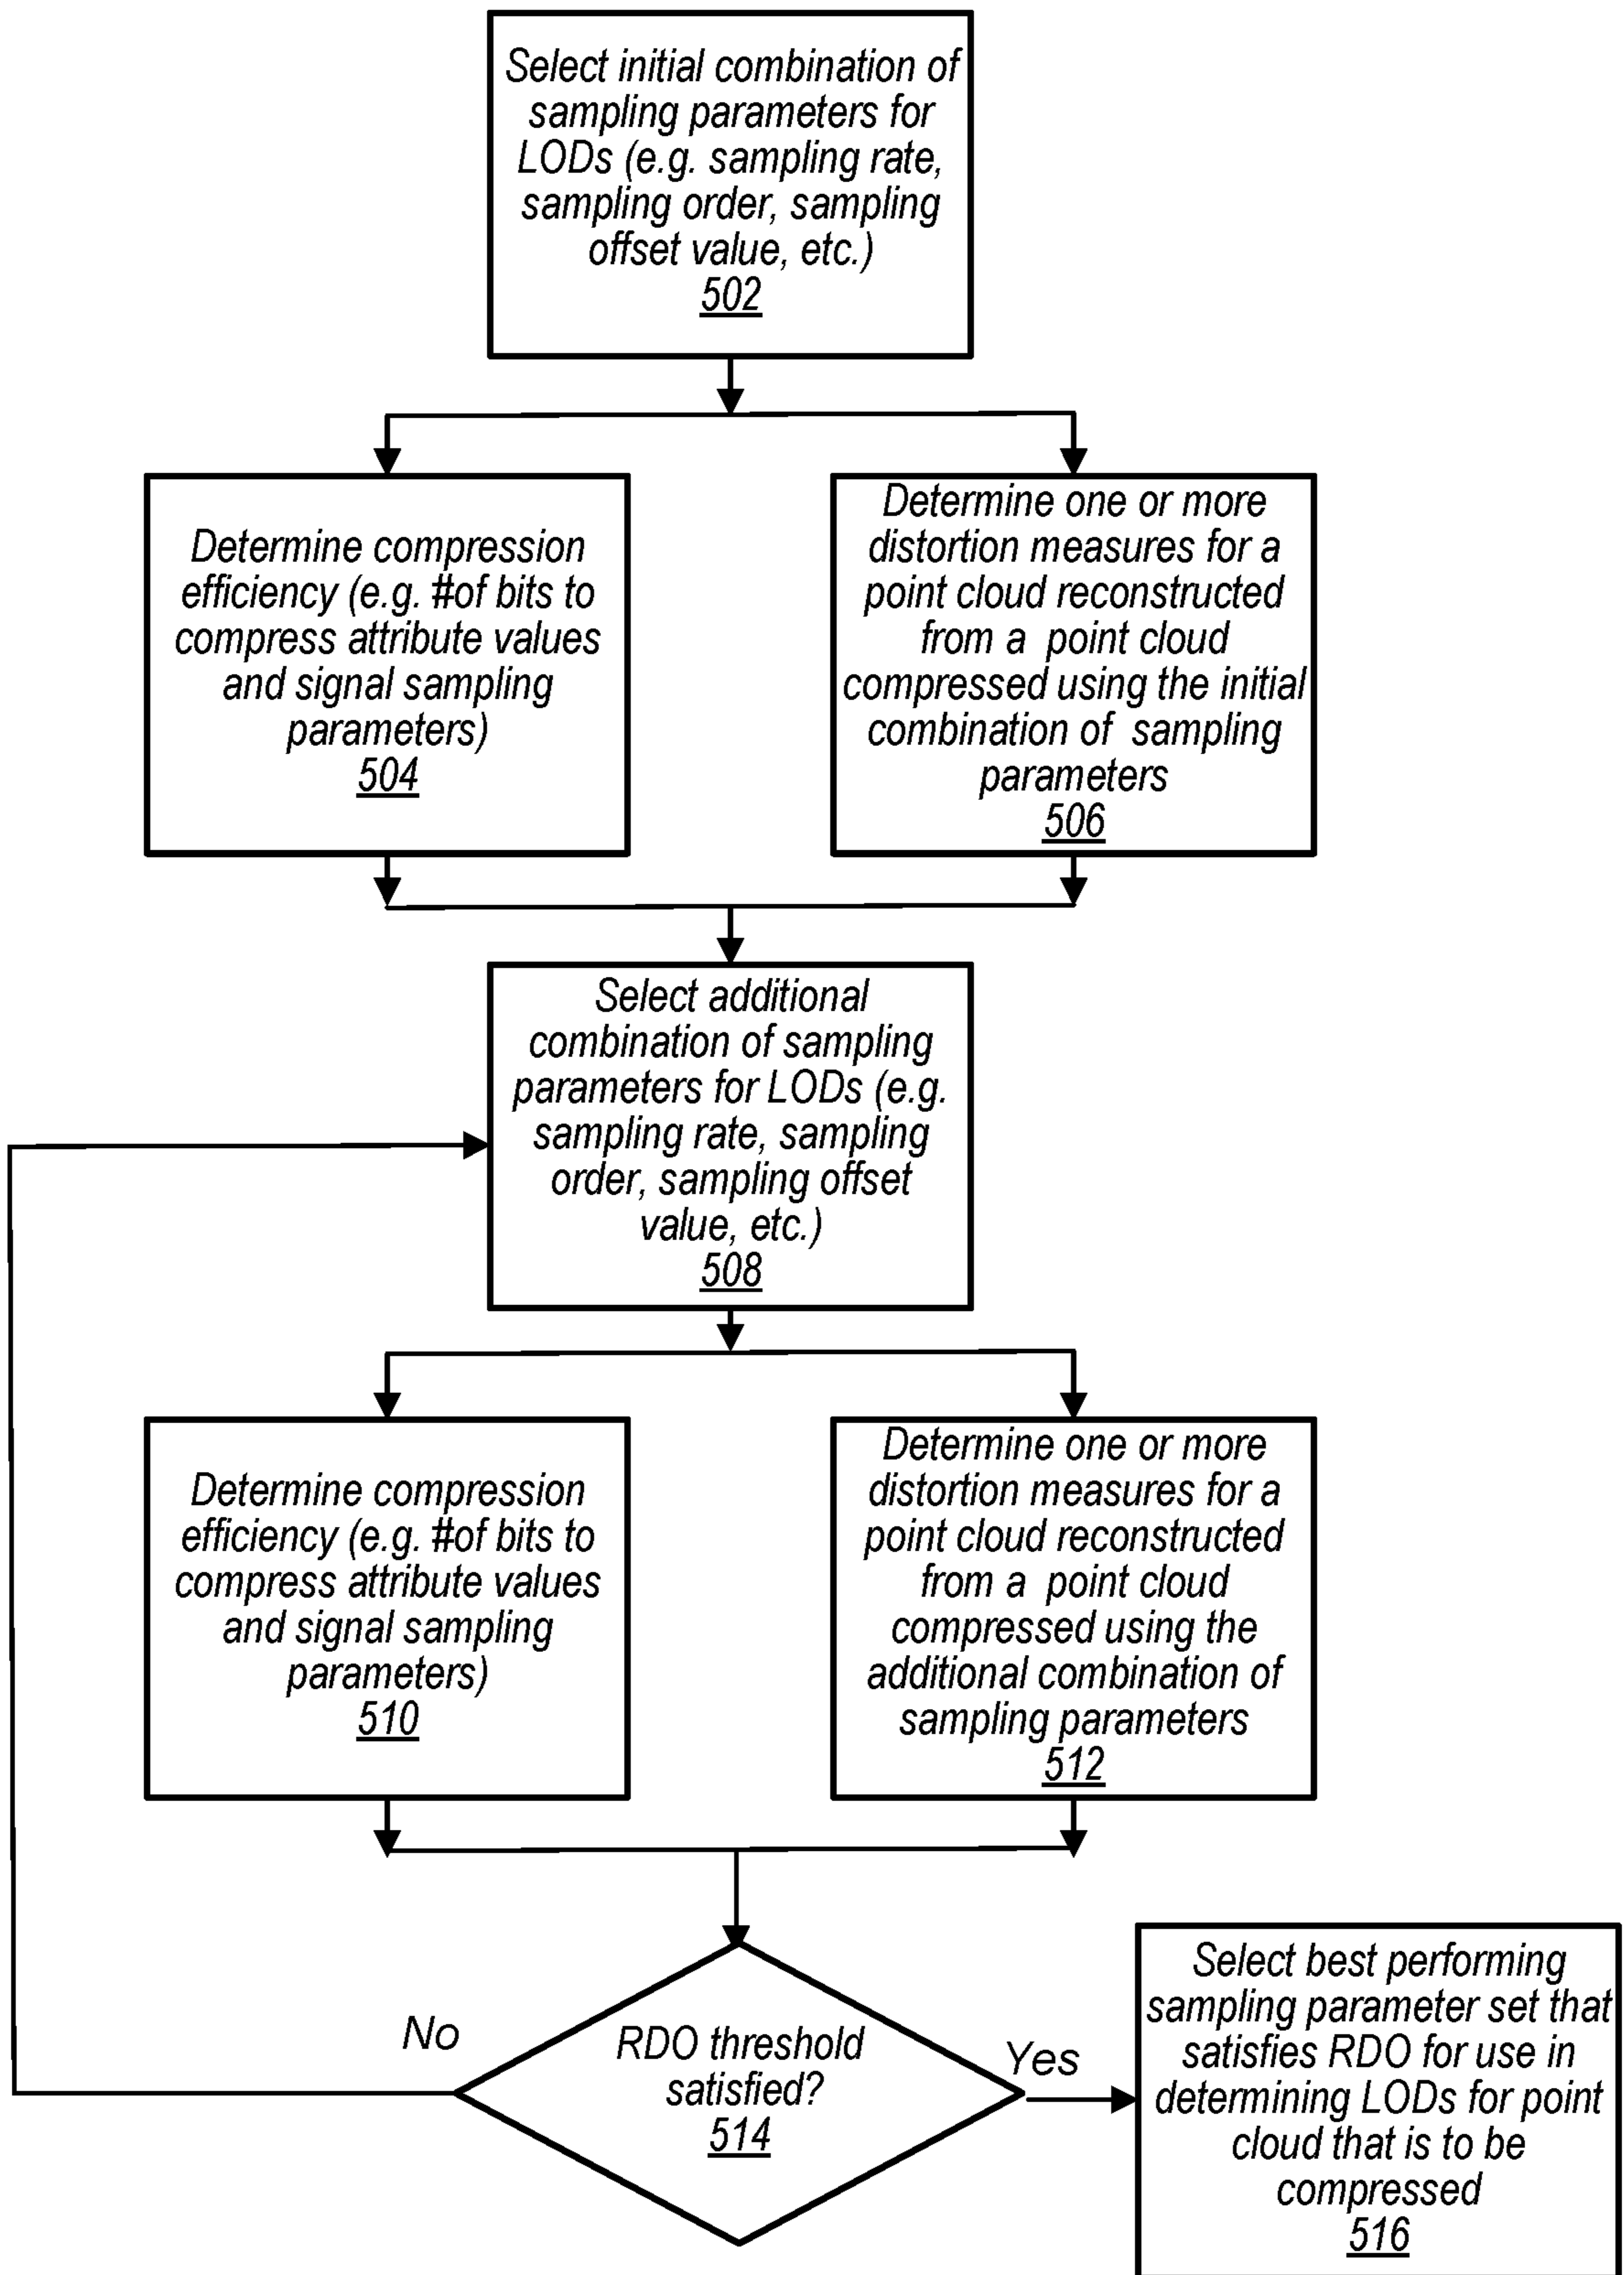 Select initial combination of
sampling parameters for
LODs (e.g. sampling rate,
sampling order, sampling
offset value, etc.)
502
Determine compression
efficiency (e.g. #of bits to
compress attribute values
and signal sampling
parameters)
504
Determine one or more
distortion measures for a
point cloud reconstructed
from a point cloud
compressed using the initial
combination of sampling
parameters
506
Select additional
combination of sampling
parameters for LODs (e.g.
sampling rate, sampling
order, sampling offset
value, etc.)
508
Determine compression
efficiency (e.g. #of bits to
compress attribute values
and signal sampling
parameters)
510
Determine one or more
distortion measures for a
point cloud reconstructed
from a point cloud
compressed using the
additional combination of
sampling parameters
512
RDO threshold
satisfied?
514
No
Yes
Select best performing
sampling parameter set that
satisfies RDO for use in
determining LODs for point
cloud that is to be
compressed
516